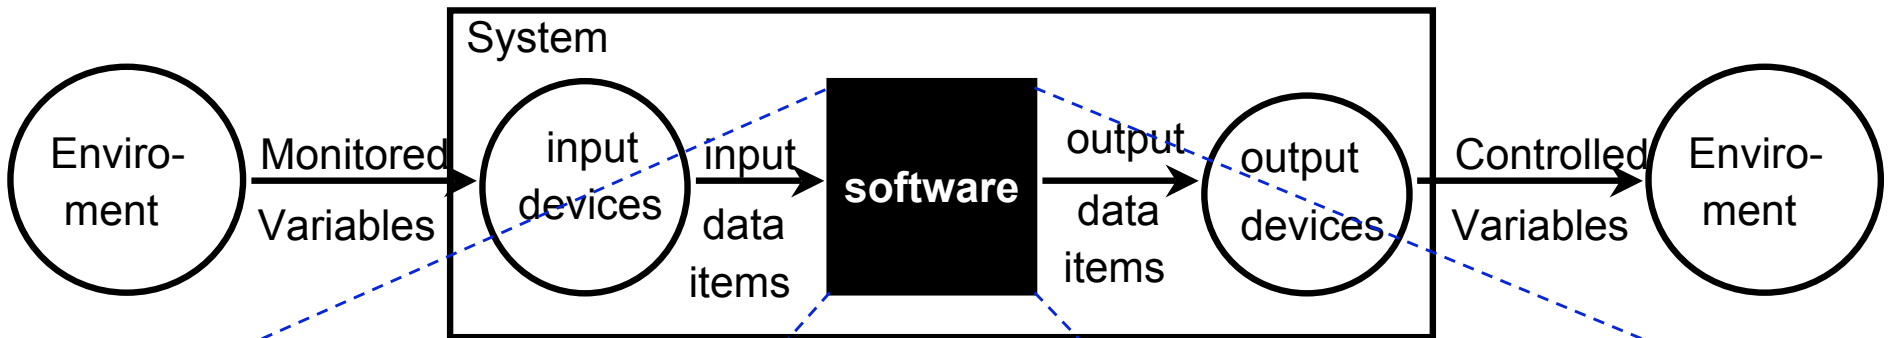 System
Enviro-
ment
Monitored
Variables
input
devices
input
data
items
software
output
data
items
output
devices
Controlled
Variables
Enviro-
ment